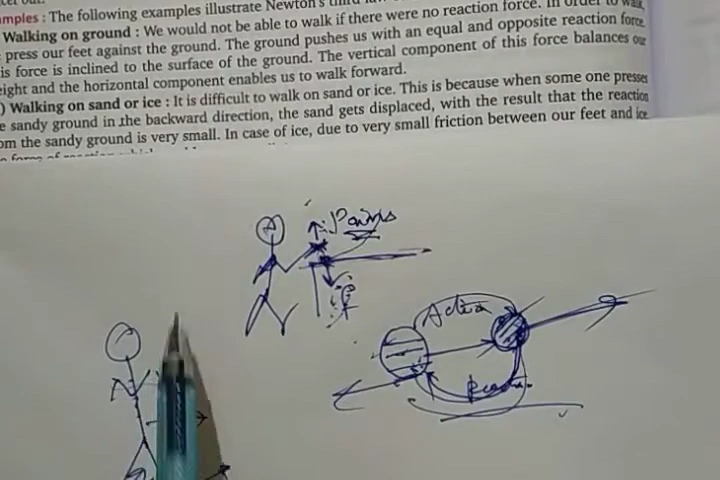 mples : The following examples illustrate Newton's third
Walking on ground : We would not be able to walk if there were no reaction force. In order to walk,
press our feet against the ground. The ground pushes us with an equal and opposite reaction force.
is force is inclined to the surface of the ground. The vertical component of this force balances our
eight and the horizontal component enables us to walk forward.
) Walking on sand or ice : It is difficult to walk on sand or ice. This is because when some one presses
e sandy ground in the backward direction, the sand gets displaced, with the result that the reaction
om the sandy ground is very small. In case of ice, due to very small friction between our feet and ice
Action